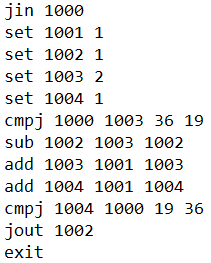 jin 1000
set 1001 1
set 1002 1
set 1003 2
set 1004 1
cmpj 1000 1003 36 19
sub 1002 1003 1002
add 1003 1001 1003
add 1004 1001 1004
cmpj 1004 1000 19 36
jout 1002
exit